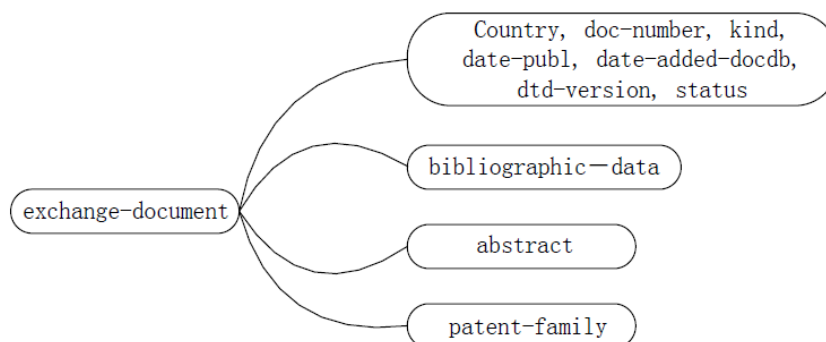 Country, doc-number, kind,
date-publ, date-added-docdb,
dtd-version, status
bibliographic－data
exchange-document
abstract
patent-family